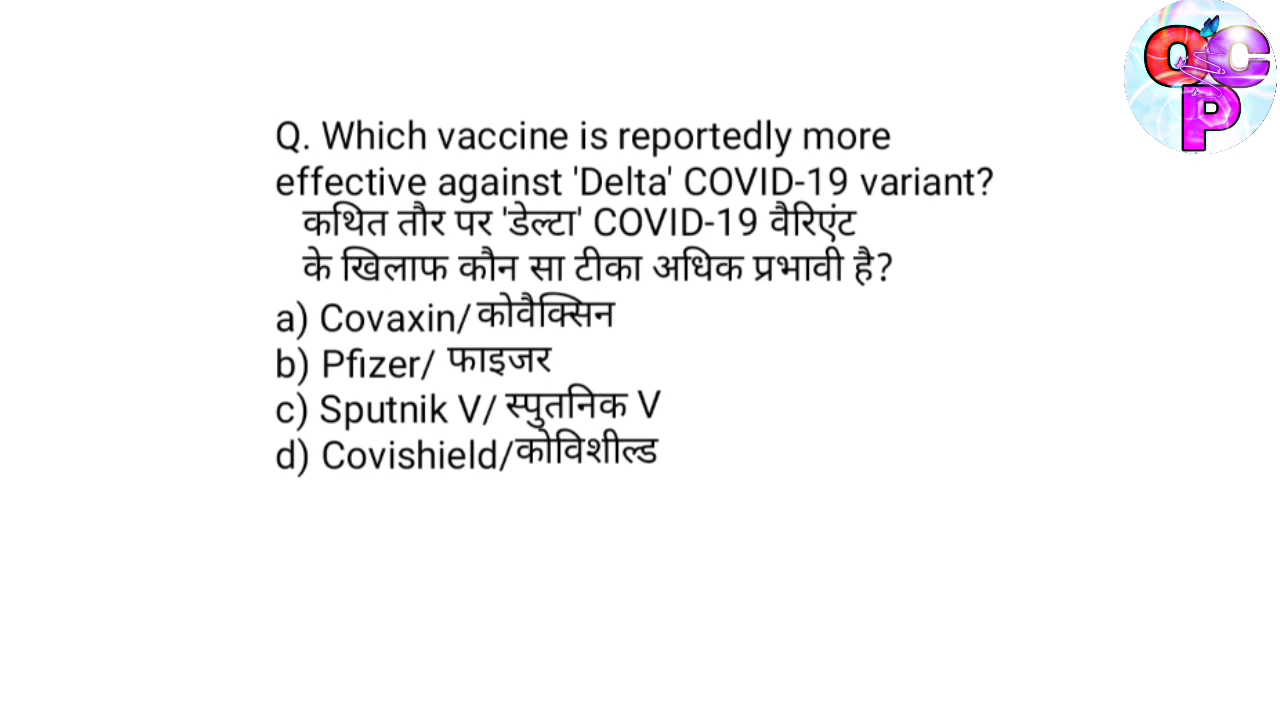 Q. Which vaccine is reportedly more
effective against 'Delta' COVID-19 variant?
कथित तौर पर 'डेल्टा' COVID-19 वैरिएंट
के खिलाफ कौन सा टीका अधिक प्रभावी है?
a) Covaxin/ कोवैक्सिन
b) Pfizer/ फाइजर
c) Sputnik V/ स्पुतनिक V
d) Covishield/कोविशील्ड
QC
P